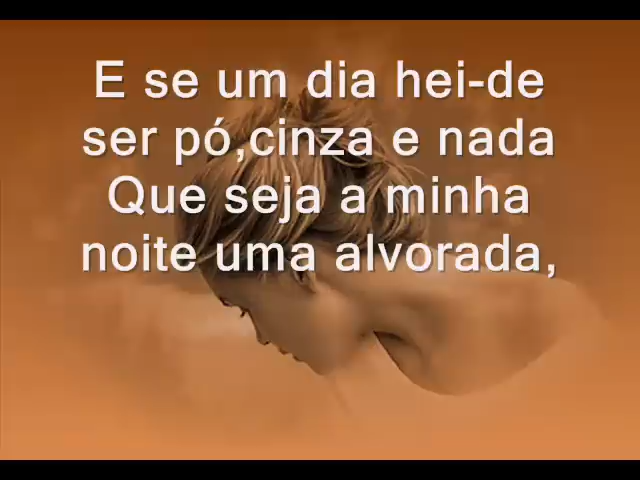 E se um dia hei-de
ser pó,cinza e nada
Que seja a minha
noite uma alvorada,